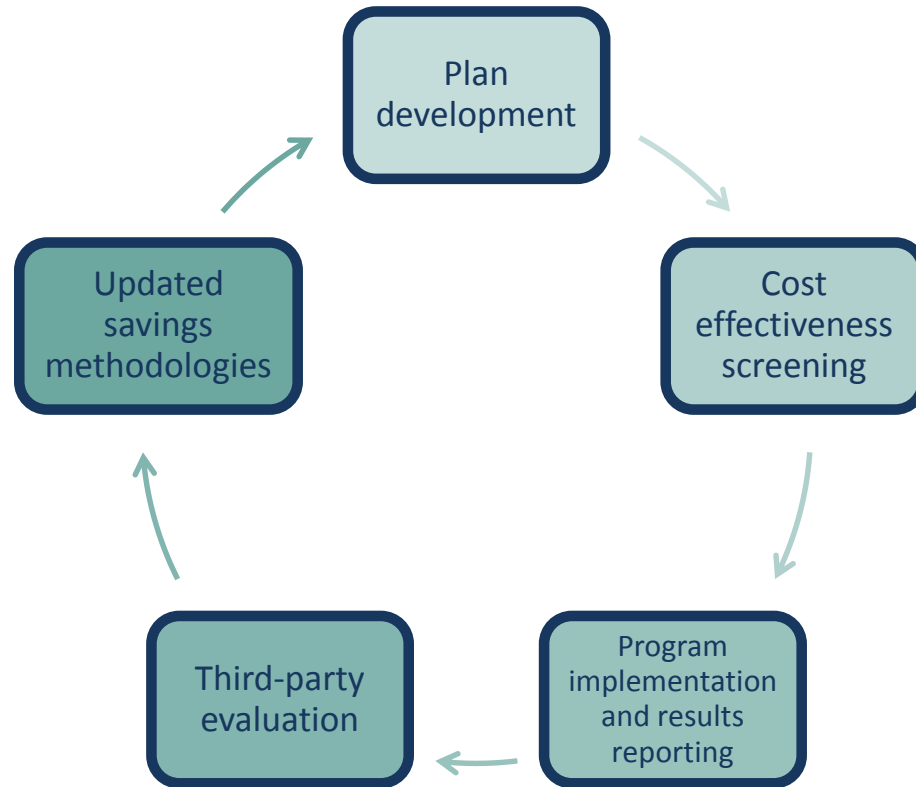 Plan
development
Cost
effectiveness
screening
Program
implementation
and results
reporting
Third-party
evaluation
Updated
savings
methodologies